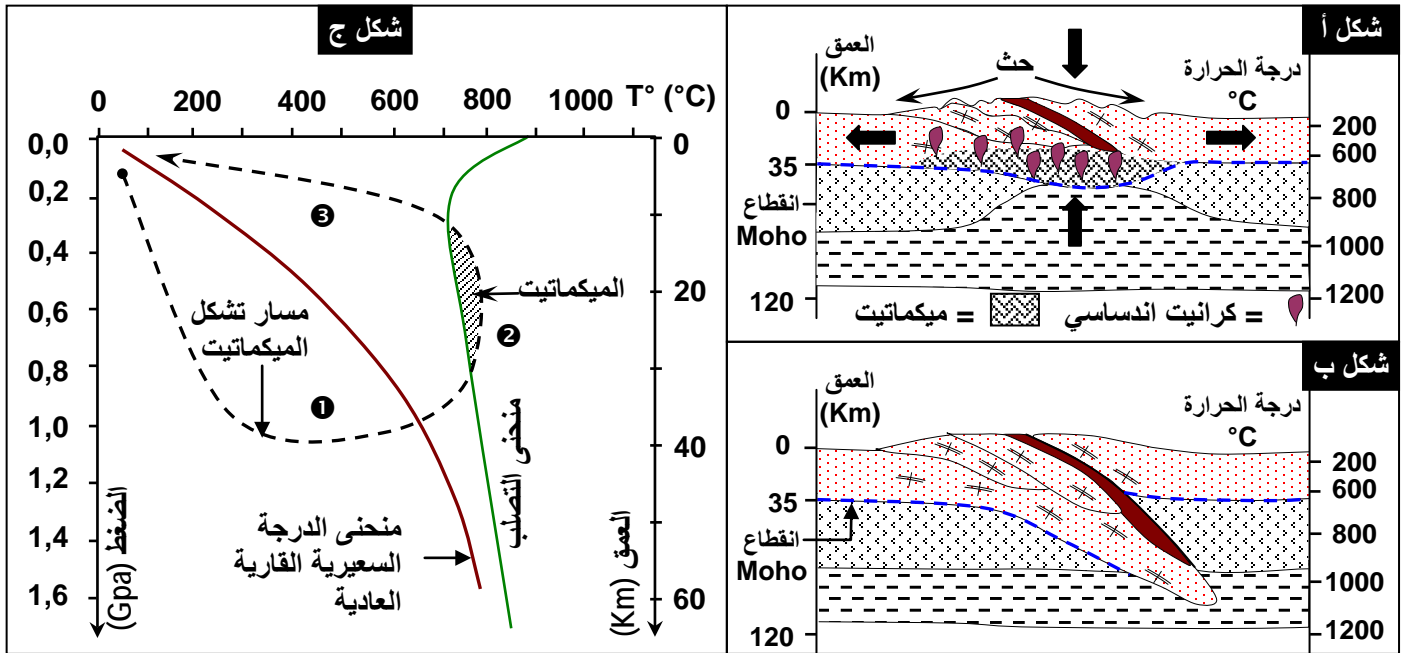 شكل أ
العمق
(Km)
درجة الحرارة
°C
حث
0
35
انقطاع
Moho
120
200
600
800
1000
1200
= كرانيت اندساسي
= ميكماتيت
شكل ب
العمق
(Km)
درجة الحرارة
°C
0
35
انقطاع
Moho
120
200
600
800
1000
1200
شكل ج
0 200 400 600 800 1000 T° (°C)
0,0
0,2
0,4
0,6
0,8
1,0
1,2
1,4
1,6
الضغط (Gpa)
0
20
40
60
العمق (Km)
❸
الميكماتيت
❷
مسار تشكل
الميكماتيت
❶
منحنى التصلب
منحنى الدرجة
السعيرية القارية
العادية